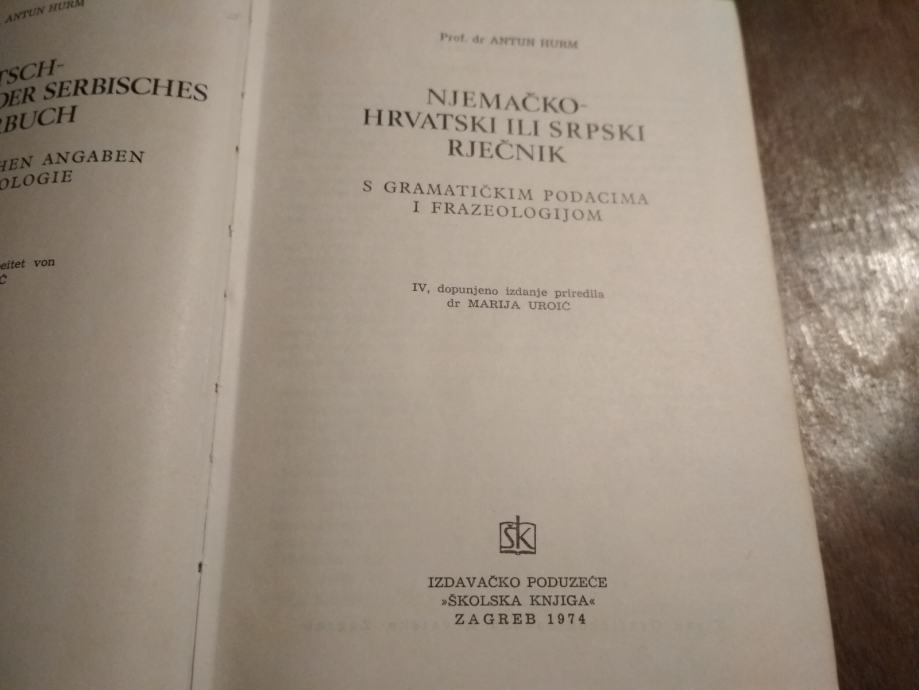 ANTUN HURM
TSCH-
DER SERBISCHES
RBUCH
HEN ANGABEN
OLOGIE
eitet von
Ć
Prof. dr ANTUN HURM
NJEMAČKO-
HRVATSKI ILI SRPSKI
RJEČNIK
S GRAMATIČKIM PODACIMA
I FRAZEOLOGIJOM
IV, dopunjeno izdanje priredila
dr MARIJA UROIĆ
ŠK
IZDAVAČKO PODUZEĆE
»ŠKOLSKA KNJIGA«
ZAGREB 1974